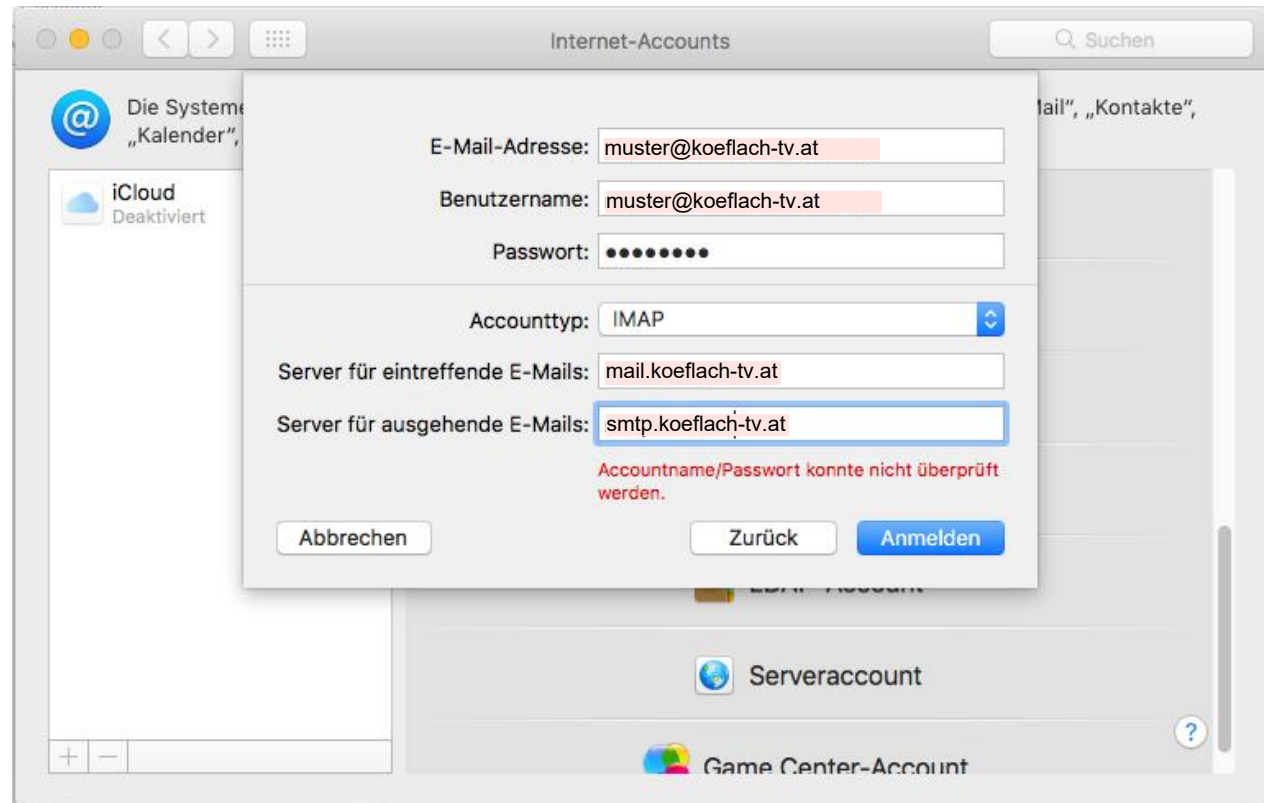 Internet-Accounts
Suchen
Die Systeme
Mail", „Kontakte",
„Kalender",
iCloud
Deaktiviert
E-Mail-Adresse: muster@koeflach-tv.at
Benutzername: muster@koeflach-tv.at
Passwort: ●●●●●●●●
Accounttyp: IMAP
Server für eintreffende E-Mails: mail.koeflach-tv.at
Server für ausgehende E-Mails: smtp.koeflach-tv.at
Accountname/Passwort konnte nicht überprüft
werden.
Abbrechen
Zurück
Anmelden
Serveraccount
?
Game Center-Account